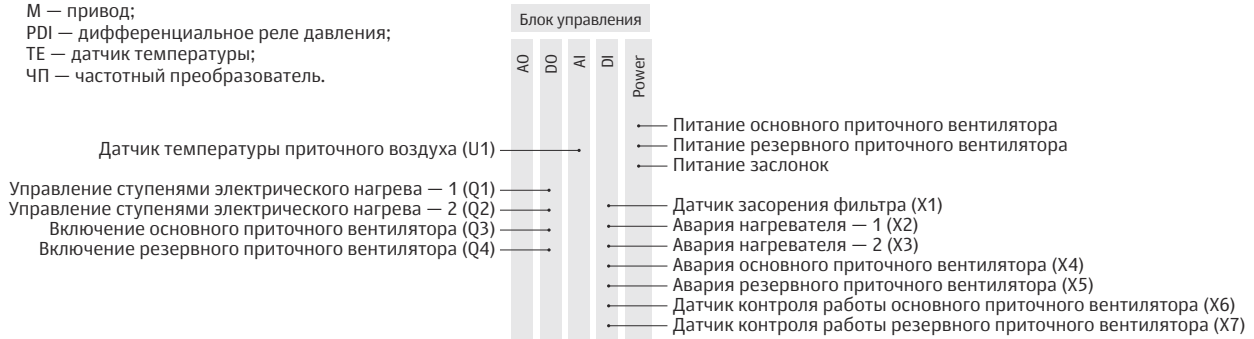 М — привод;
PDI — дифференциальное реле давления;
TE — датчик температуры;
ЧП — частотный преобразователь.
Блок управления
AO
DO
AI
DI
Power
Питание основного приточного вентилятора
Датчик температуры приточного воздуха (U1)
Питание резервного приточного вентилятора
Питание заслонок
Управление ступенями электрического нагрева — 1 (Q1)
Управление ступенями электрического нагрева — 2 (Q2)
Включение основного приточного вентилятора (Q3)
Включение резервного приточного вентилятора (Q4)
Датчик засорения фильтра (X1)
Авария нагревателя — 1 (X2)
Авария нагревателя — 2 (X3)
Авария основного приточного вентилятора (X4)
Авария резервного приточного вентилятора (X5)
Датчик контроля работы основного приточного вентилятора (X6)
Датчик контроля работы резервного приточного вентилятора (X7)